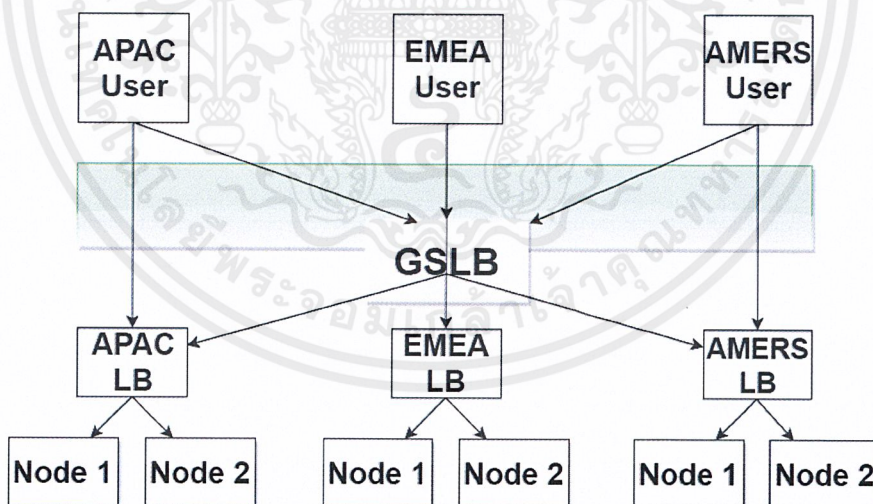 APAC
User
EMEA
User
AMERS
User
GSLB
APAC
LB
EMEA
LB
AMERS
LB
Node 1
Node 2
Node 1
Node 2
Node 1
Node 2